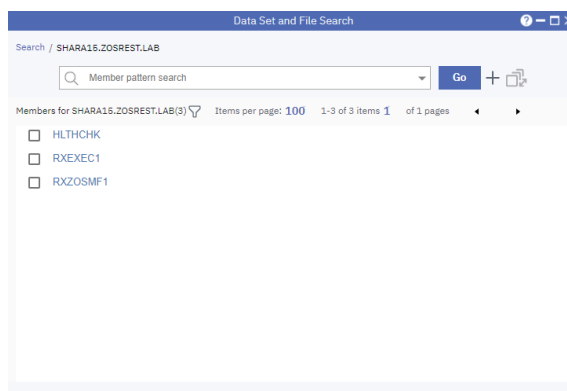 Data Set and File Search
Search / SHARA15.ZOSREST.LAB
Member pattern search Go
Members for SHARA15.ZOSREST.LAB(3) Items per page: 100 1-3 of 3 items 1 of 1 pages
HLTHCHK
RXEXEC1
RXZOSMF1